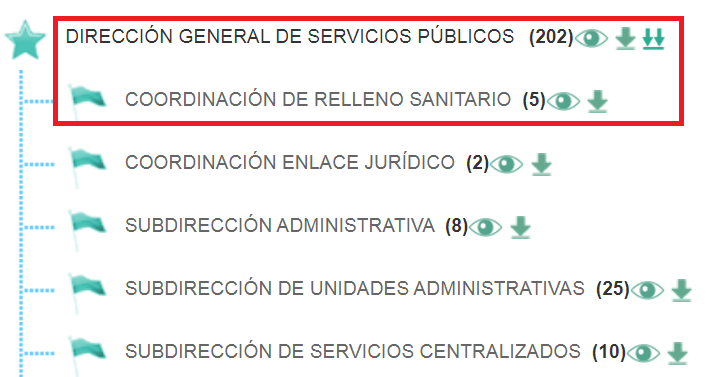 DIRECCIÓN GENERAL DE SERVICIOS PÚBLICOS (202)
COORDINACIÓN DE RELLENO SANITARIO (5)
COORDINACIÓN ENLACE JURÍDICO (2)
SUBDIRECCIÓN ADMINISTRATIVA (8)
SUBDIRECCIÓN DE UNIDADES ADMINISTRATIVAS (25)
SUBDIRECCIÓN DE SERVICIOS CENTRALIZADOS (10)